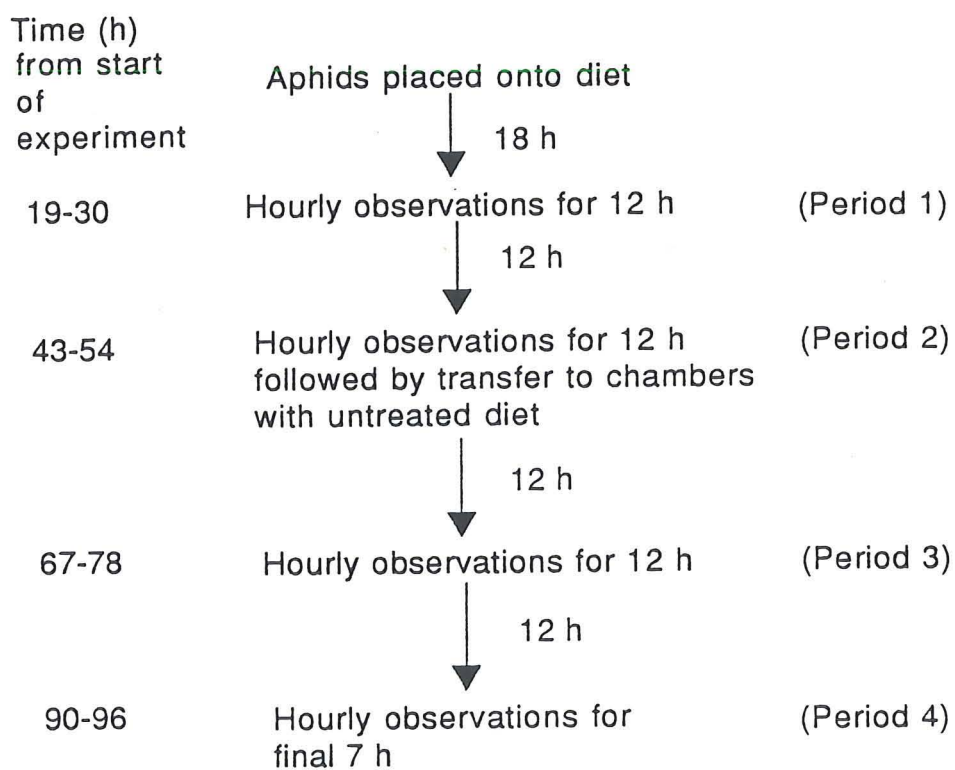 Time (h)
from start
of
experiment
Aphids placed onto diet
18 h
19-30
Hourly observations for 12 h
(Period 1)
12 h
43-54
Hourly observations for 12 h
followed by transfer to chambers
with untreated diet
(Period 2)
12 h
67-78
Hourly observations for 12 h
(Period 3)
12 h
90-96
Hourly observations for
final 7 h
(Period 4)